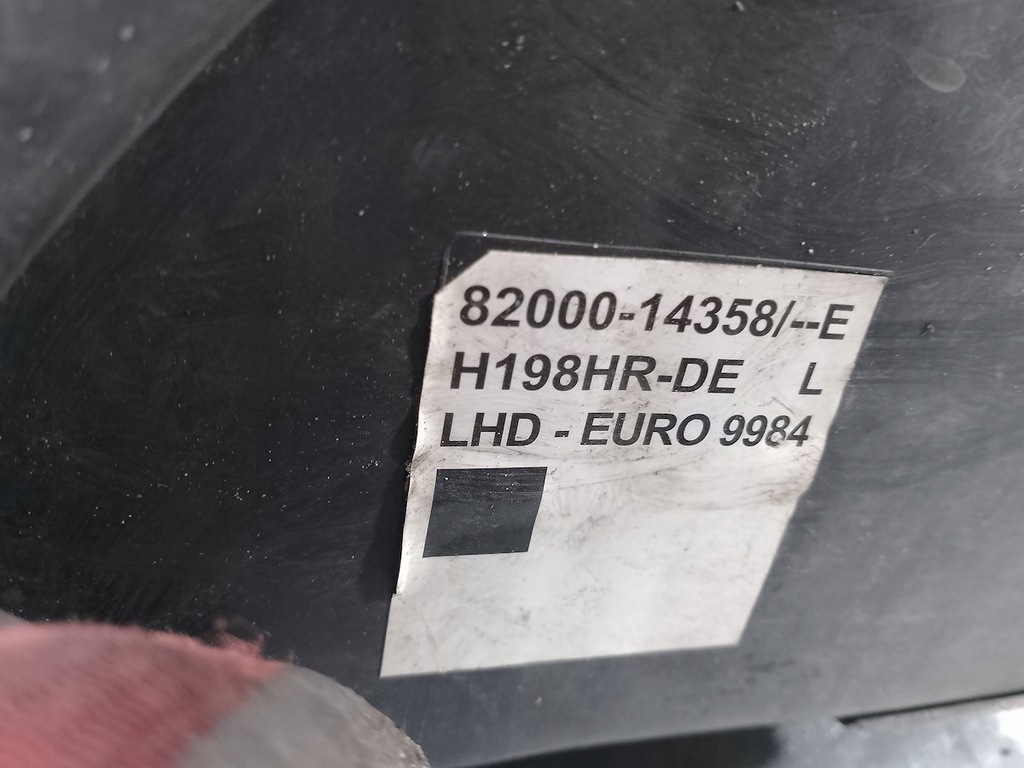 82000-14358/--E
H198HR-DE L
LHD - EURO 9984